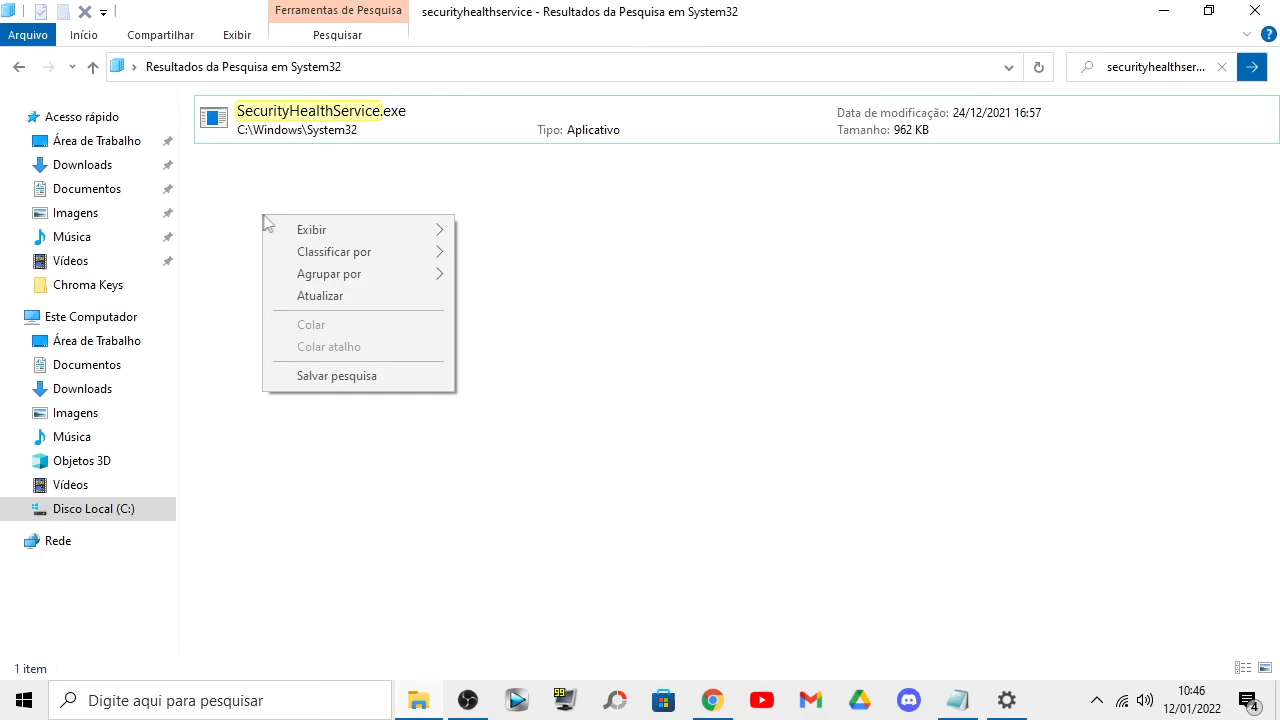 Ferramentas de Pesquisa
securityhealthservice - Resultados da Pesquisa em System32
Arquivo
Início
Compartilhar
Exibir
Pesquisar
?
Resultados da Pesquisa em System32
securityhealthser...
SecurityHealthService.exe
C:\Windows\System32
Tipo: Aplicativo
Data de modificação: 24/12/2021 16:57
Tamanho: 962 KB
Acesso rápido
Área de Trabalho
Downloads
Documentos
Imagens
Música
Vídeos
Chroma Keys
Este Computador
Área de Trabalho
Documentos
Downloads
Imagens
Música
Objetos 3D
Vídeos
Disco Local (C:)
Rede
Exibir
Classificar por
Agrupar por
Atualizar
Colar
Colar atalho
Salvar pesquisa
1 item
Digite aqui para pesquisar
99
10:46
12/01/2022
4